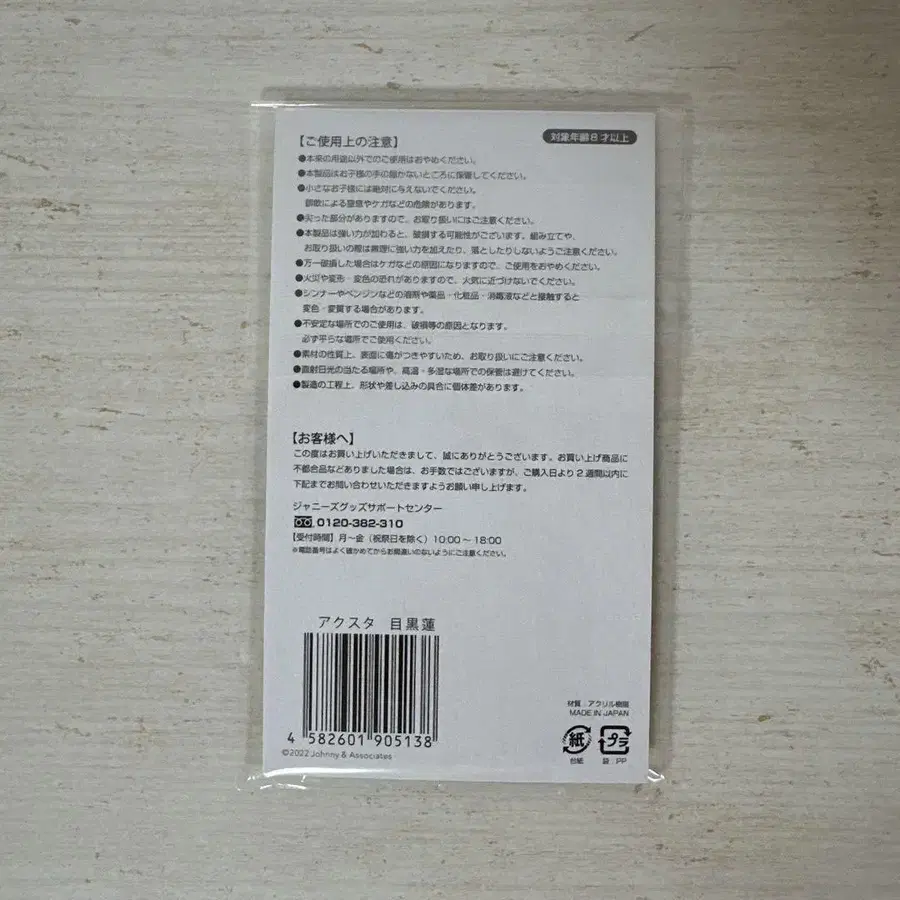 【ご使用上の注意】
対象年齢8才以上
●本来の用途以外でのご使用はおやめください。
●本製品はお子様の手の届かないところに保管してください。
●小さなお子様には絶対に与えないでください。
誤飲による窒息やケガなどの危険があります。
●尖った部分がありますので、お取り扱いにはご注意ください。
●本製品は強い力が加わると、破損する可能性がございます。組み立てや、
お取り扱いの際は無理に強い力を加えたり、落としたりしないようご注意ください。
●万一破損した場合はケガなどの原因になりますので、ご使用をおやめください。
●火災や変形・変色の恐れがありますので、火気に近づけないでください。
●シンナーやベンジンなどの溶剤や薬品・化粧品・消毒液などと接触すると
変色・変質する場合があります。
●不安定な場所でのご使用は、破損等の原因となります。
必ず平らな場所でご使用ください。
●素材の性質上、表面に傷がつきやすいため、お取り扱いにご注意ください。
●直射日光の当たる場所や、高温・多湿な場所での保管は避けてください。
●製造の工程上、形状や差し込みの具合に個体差があります。
【お客様へ】
この度はお買い上げいただきまして、誠にありがとうございます。お買い上げ商品に
不都合品などありました場合は、お手数ではございますが、ご購入日より2週間以内に
下記までお問い合わせいただきますようお願い申し上げます。
ジャニーズグッズサポートセンター
0120-382-310
【受付時間】月〜金（祝祭日を除く）10:00〜18:00
※電話番号はよく確かめてからお間違いのないようにご注意ください。
アクスタ 目黒蓮
4 582601 905138
©2022 Johnny & Associates
材質：アクリル樹脂
MADE IN JAPAN
紙 プラ
台紙 袋：PP